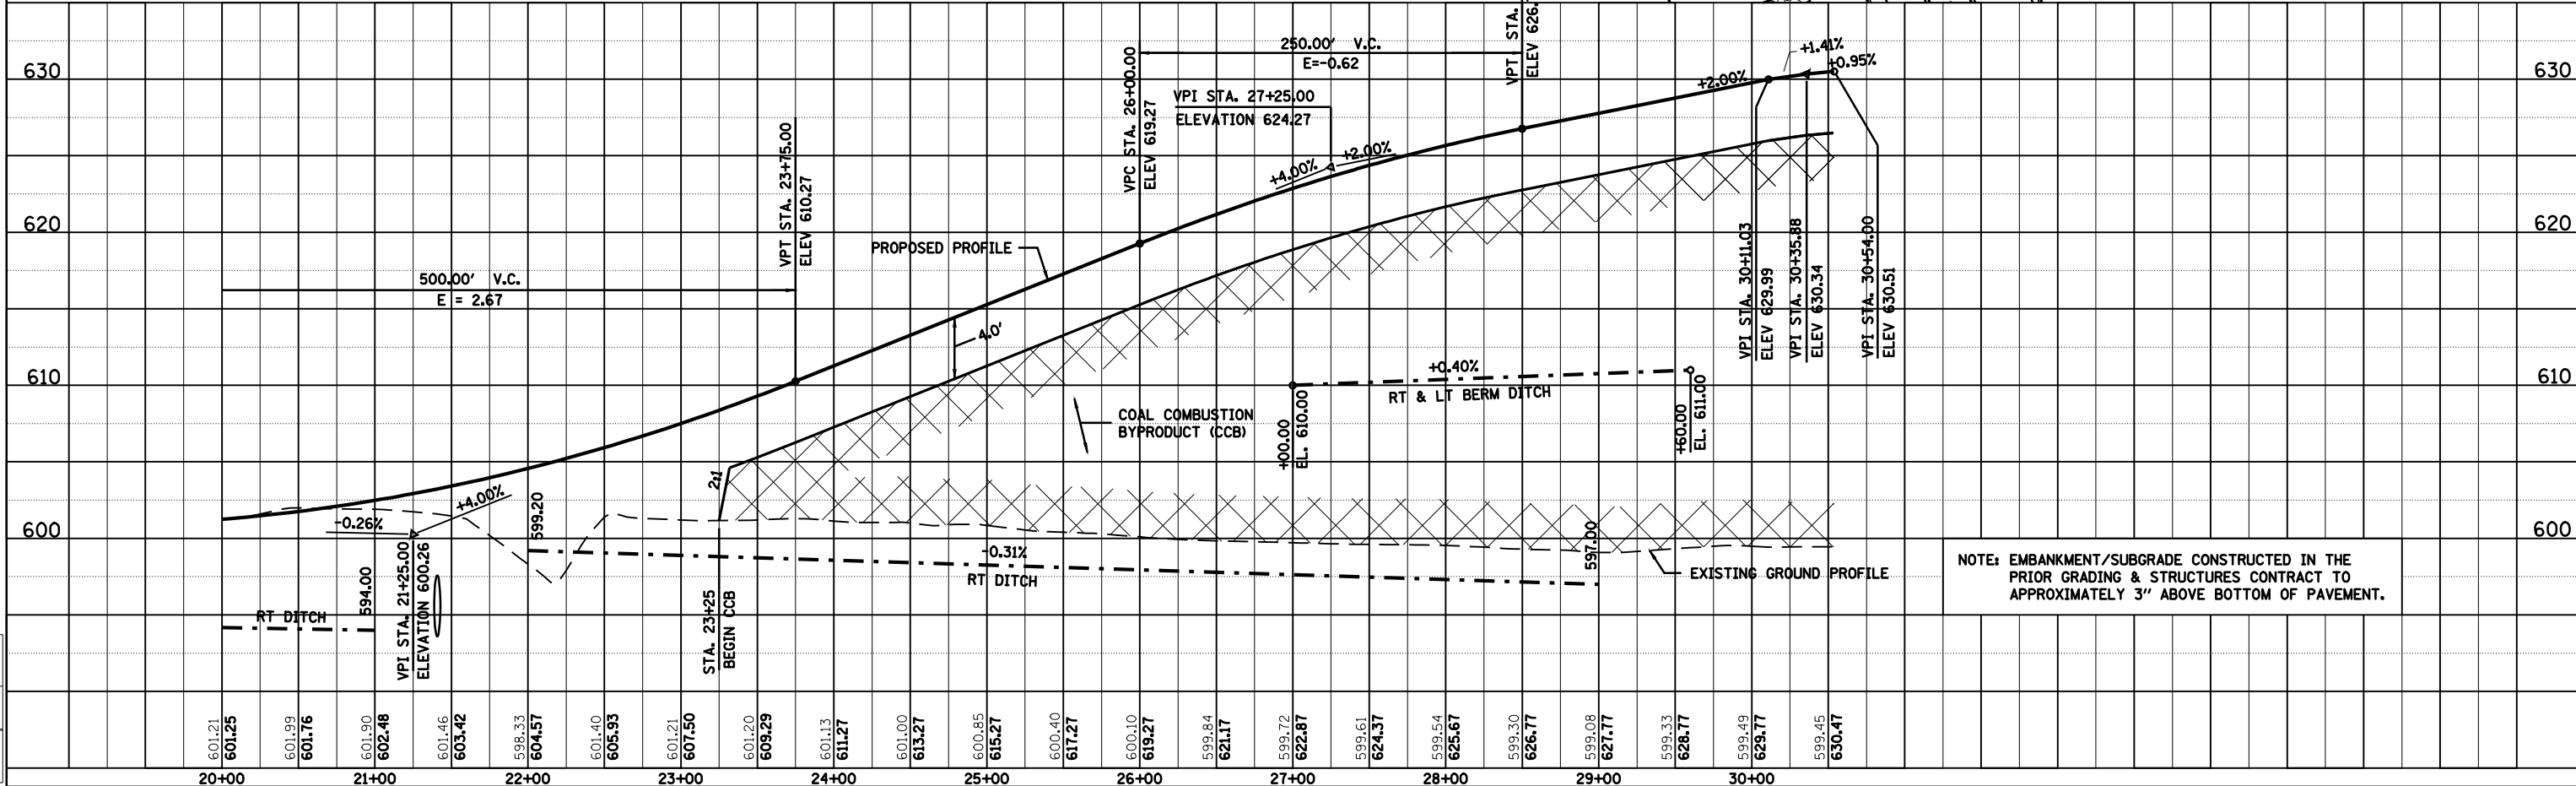 630
620
610
600
630
620
610
600
500.00' V.C.
E = 2.67
VPT STA. 23+75.00
ELEV 610.27
PROPOSED PROFILE
4.0'
VPC STA. 26+00.00
ELEV 619.27
250.00' V.C.
E=-0.62
VPI STA. 27+25.00
ELEVATION 624.27
+4.00%
+2.00%
VPT STA.
ELEV 626.
+2.00%
+1.41%
+0.95%
VPI STA. 30+11.03
ELEV 629.99
VPI STA. 30+35.88
ELEV 630.34
VPI STA. 30+54.00
ELEV 630.51
COAL COMBUSTION
BYPRODUCT (CCB)
+00.00
EL. 610.00
+0.40%
RT & LT BERM DITCH
+60.00
EL. 611.00
2:1
-0.26%
+4.00%
VPI STA. 21+25.00
ELEVATION 600.26
RT DITCH
594.00
599.20
STA. 23+25
BEGIN CCB
-0.31%
RT DITCH
597.00
EXISTING GROUND PROFILE
NOTE: EMBANKMENT/SUBGRADE CONSTRUCTED IN THE
PRIOR GRADING & STRUCTURES CONTRACT TO
APPROXIMATELY 3" ABOVE BOTTOM OF PAVEMENT.
601.21
601.25
601.99
601.76
601.90
602.48
601.46
603.42
598.33
604.57
601.40
605.93
601.21
607.50
601.20
609.29
601.13
611.27
601.00
613.27
600.85
615.27
600.40
617.27
600.10
619.27
599.84
621.17
599.72
622.87
599.61
624.37
599.54
625.67
599.30
626.77
599.08
627.77
599.33
628.77
599.49
629.77
599.45
630.47
20+00
21+00
22+00
23+00
24+00
25+00
26+00
27+00
28+00
29+00
30+00